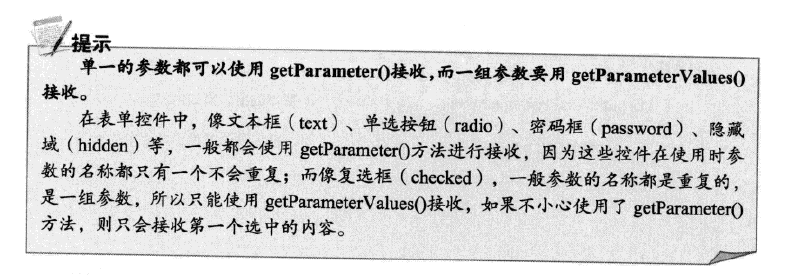 提示
单一的参数都可以使用 getParameter()接收,而一组参数要用 getParameterValues()
接收。
在表单控件中，像文本框（text）、单选按钮（radio）、密码框（password）、隐藏
域（hidden）等，一般都会使用 getParameter()方法进行接收，因为这些控件在使用时参
数的名称都只有一个不会重复；而像复选框（checked），一般参数的名称都是重复的，
是一组参数，所以只能使用 getParameterValues()接收，如果不小心使用了 getParameter()
方法，则只会接收第一个选中的内容。